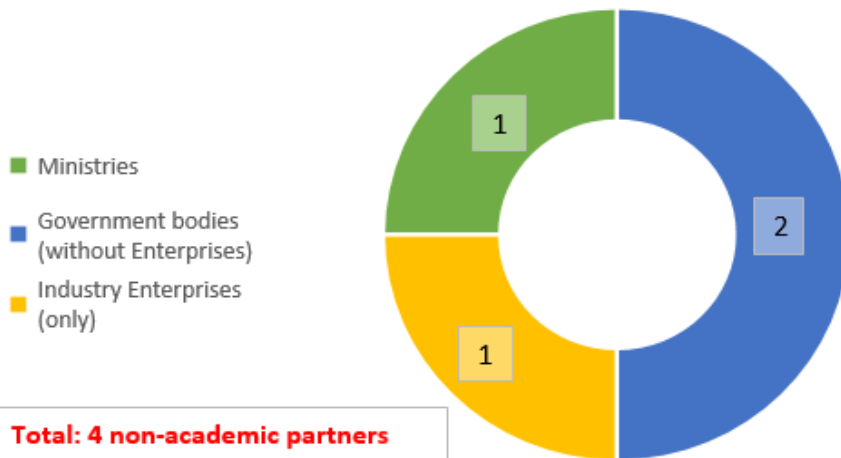 Ministries
Government bodies
(without Enterprises)
Industry Enterprises
(only)
1
2
1
Total: 4 non-academic partners